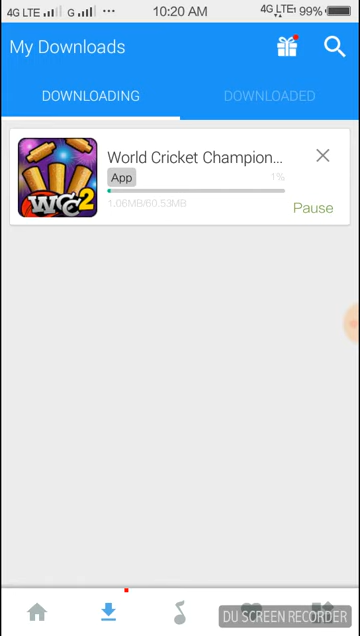 4G LTE G ... 10:20 AM 4G LTE 99%
My Downloads
DOWNLOADING DOWNLOADED
World Cricket Champion...
App 1%
1.06MB/60.53MB
Pause
WCC2
DU SCREEN RECORDER